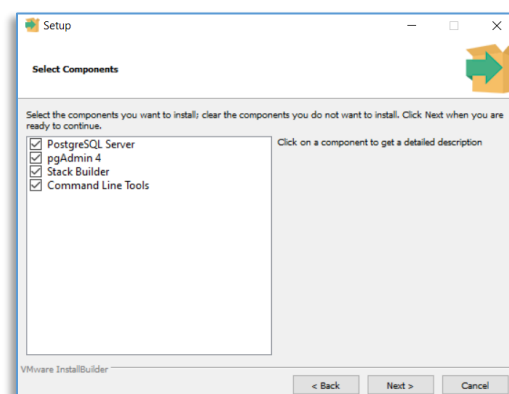 Setup
Select Components
Select the components you want to install; clear the components you do not want to install. Click Next when you are
ready to continue.
PostgreSQL Server
pgAdmin 4
Stack Builder
Command Line Tools
Click on a component to get a detailed description
VMware InstallBuilder
< Back
Next >
Cancel